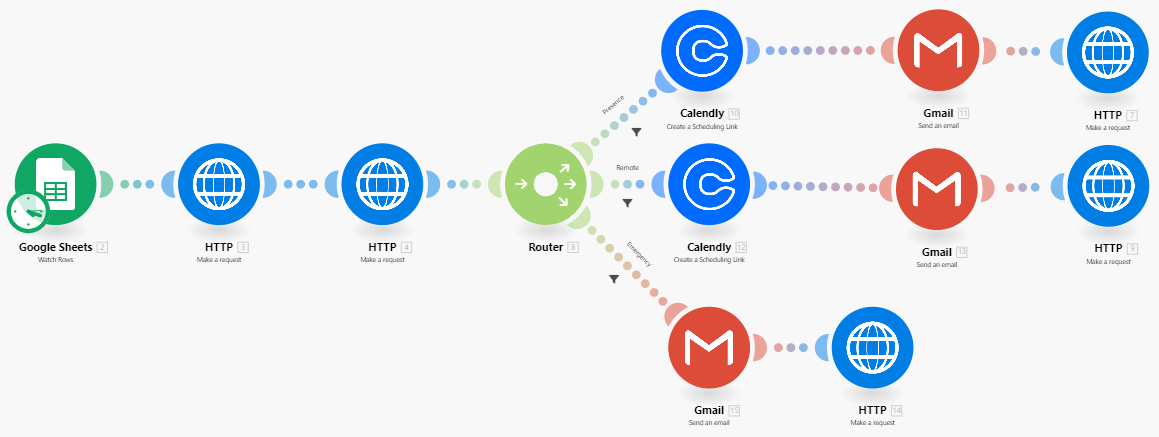 Presence
Calendly 10
Create a Scheduling Link
Gmail 11
Send an email
HTTP 7
Make a request
Google Sheets 2
Watch Rows
HTTP 3
Make a request
HTTP 4
Make a request
Router 6
Remote
Calendly 12
Create a Scheduling Link
Gmail 13
Send an email
HTTP 9
Make a request
Emergency
Gmail 15
Send an email
HTTP 14
Make a request